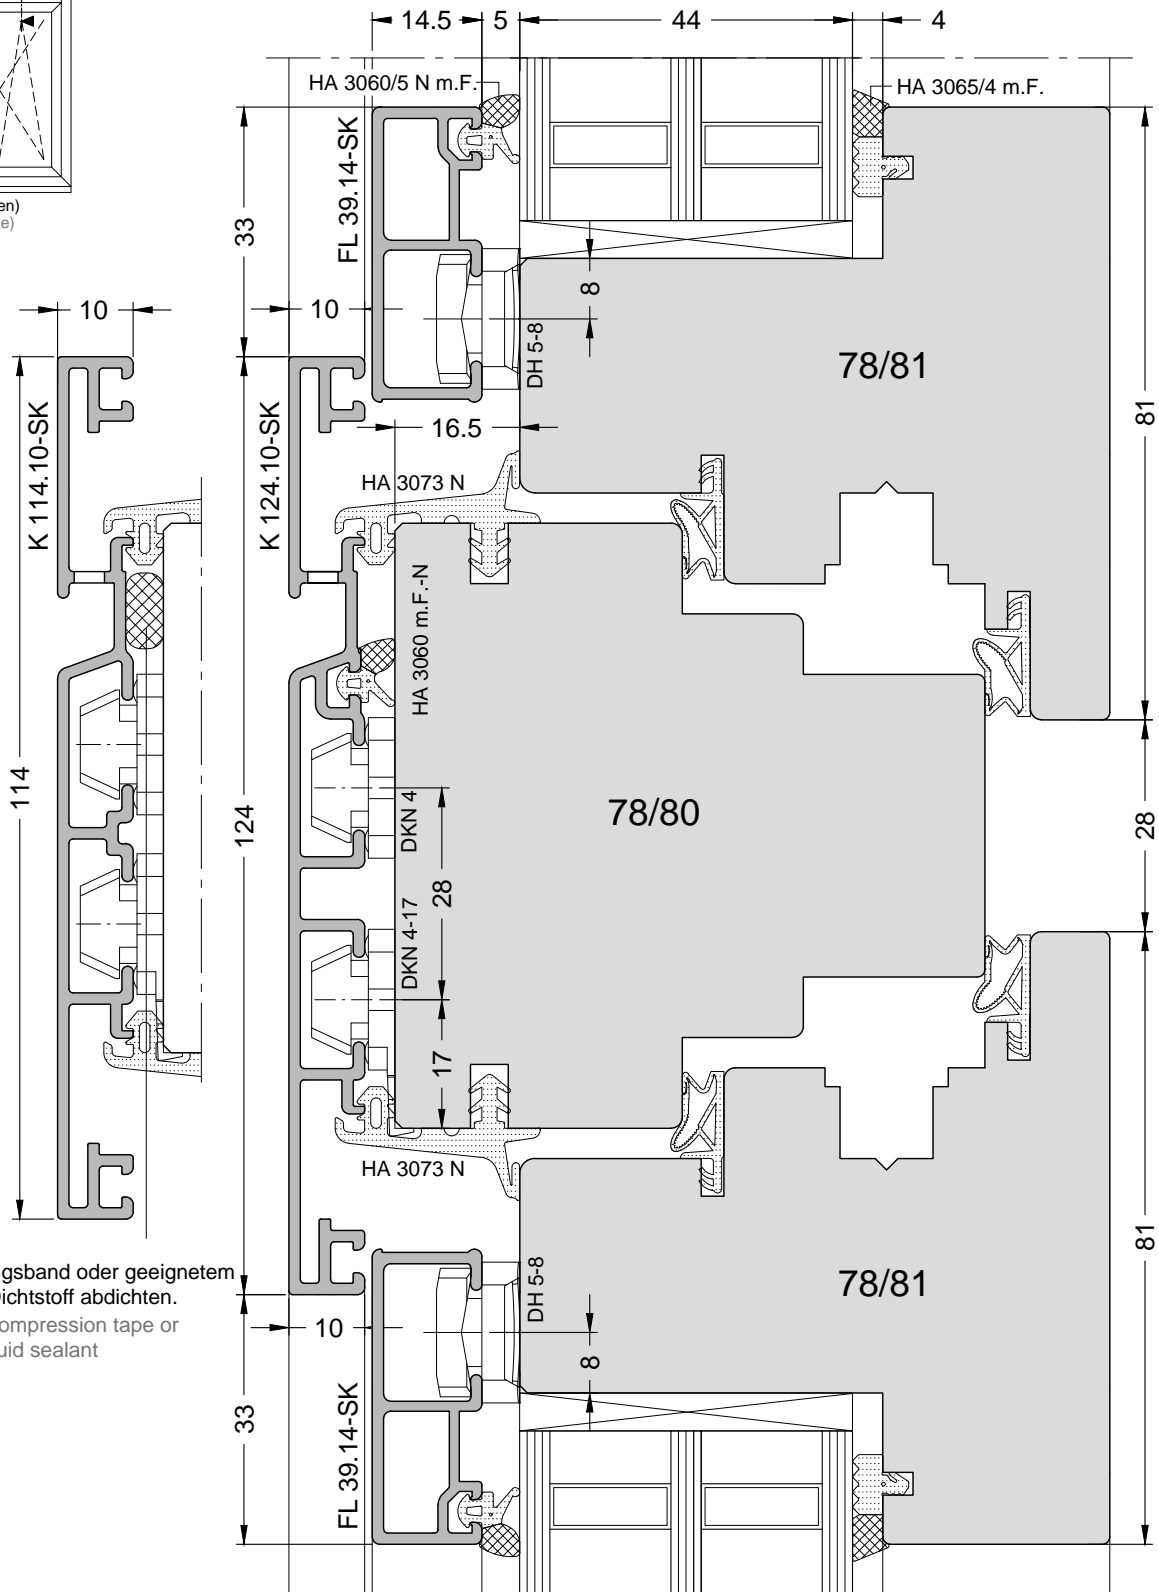 14.5
5
44
4
HA 3060/5 N m.F.
HA 3065/4 m.F.
FL 39.14-SK
33
8
10
10
DH 5-8
78/81
81
K 114.10-SK
K 124.10-SK
16.5
HA 3073 N
HA 3060 m.F.-N
114
124
DKN 4
78/80
28
28
DKN 4-17
17
HA 3073 N
gsband oder geeignetem
ichtstoff abdichten.
ompression tape or
uid sealant
10
DH 5-8
78/81
81
8
33
FL 39.14-SK
en)
e)